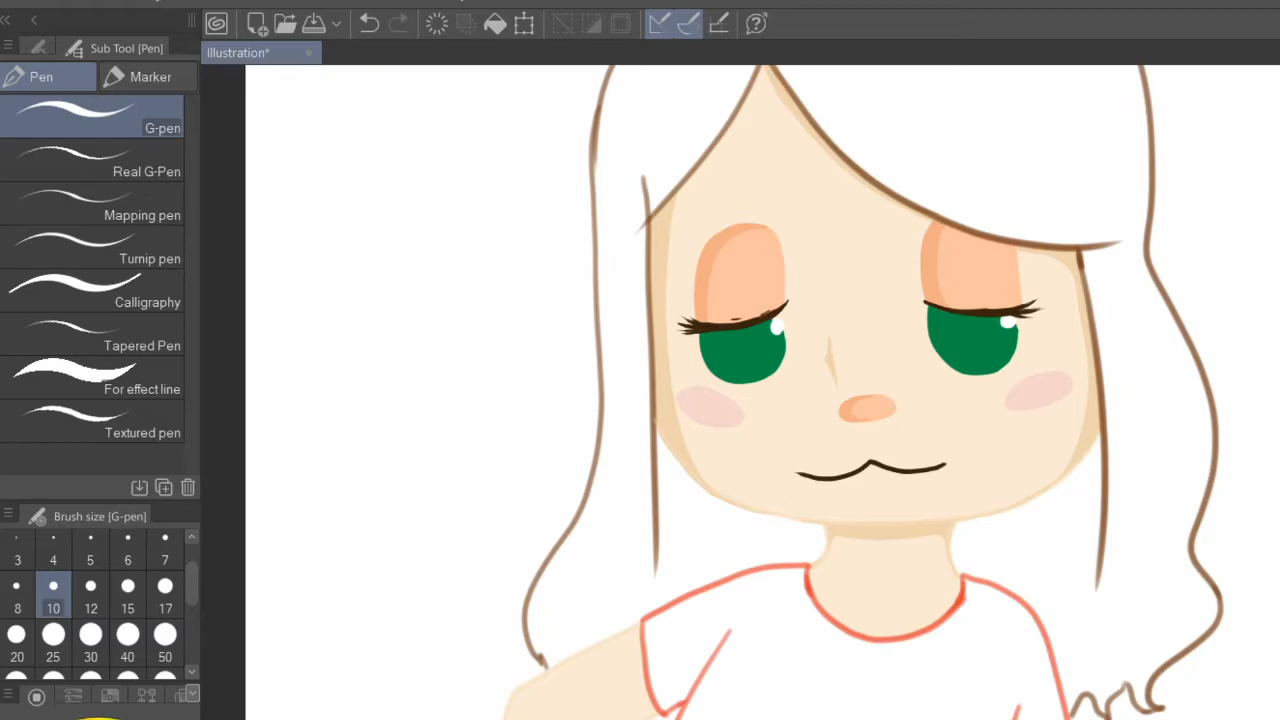 Sub Tool [Pen]
Illustration*
Pen
Marker
G-pen
Real G-Pen
Mapping pen
Turnip pen
Calligraphy
Tapered Pen
For effect line
Textured pen
Brush size [G-pen]
3 4 5 6 7
8 10 12 15 17
20 25 30 40 50